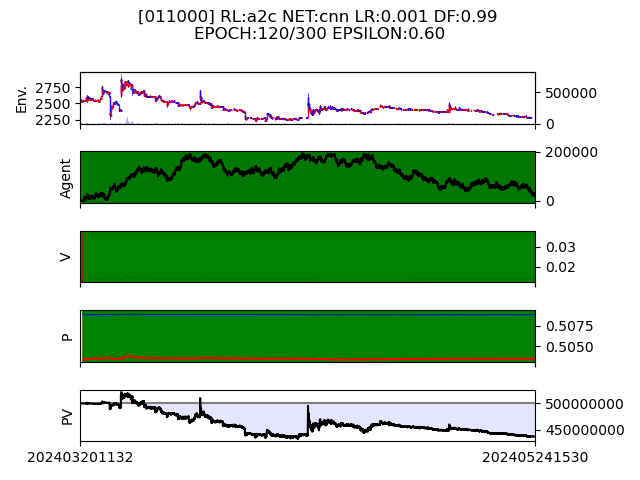 [011000] RL:a2c NET:cnn LR:0.001 DF:0.99
EPOCH:120/300 EPSILON:0.60
Env.
2750
2500
2250
500000
0
Agent
200000
0
V
0.03
0.02
P
0.5075
0.5050
PV
500000000
450000000
202403201132
202405241530